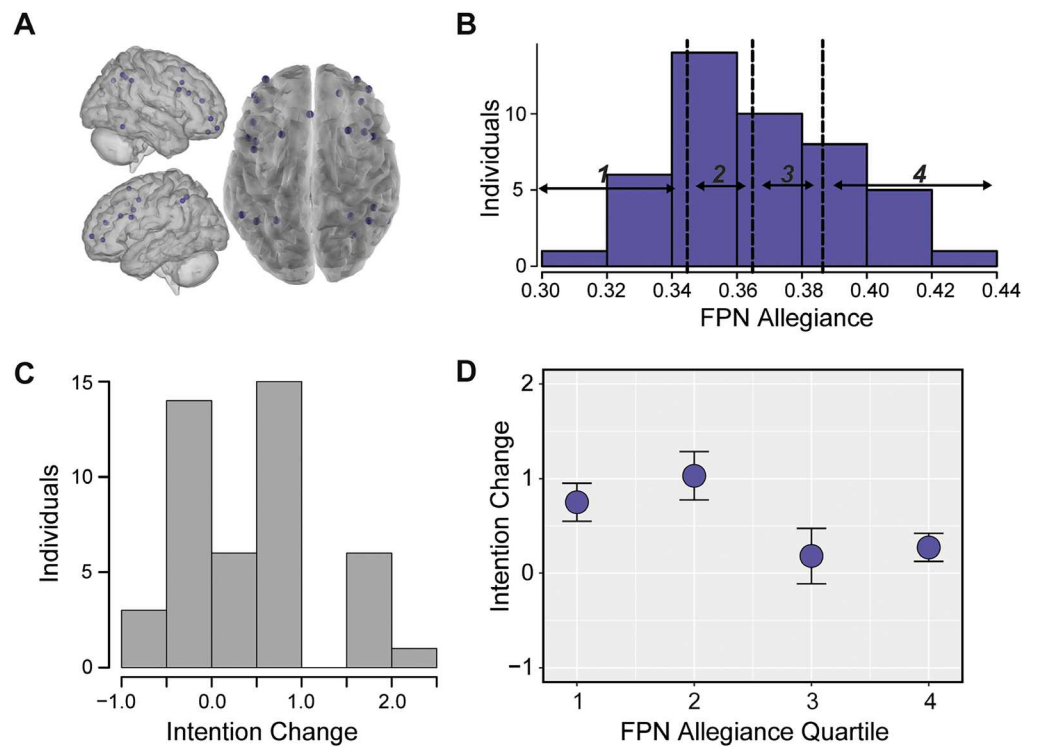 A
B
Individuals
10
5
0
1
2
3
4
0.30 0.32 0.34 0.36 0.38 0.40 0.42 0.44
FPN Allegiance
C
Individuals
15
10
5
0
−1.0 0.0 1.0 2.0
Intention Change
D
Intention Change
2
1
0
−1
1 2 3 4
FPN Allegiance Quartile